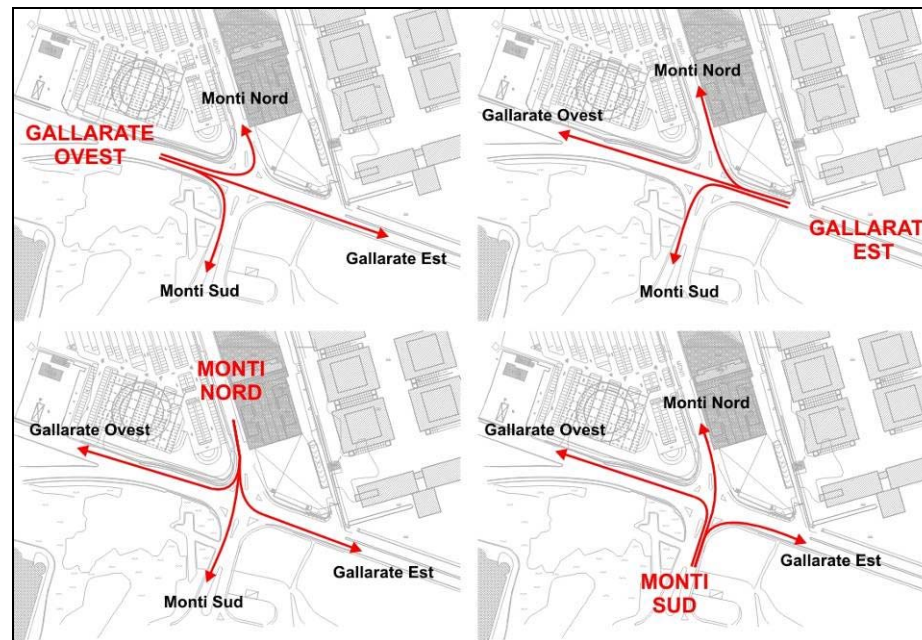 Monti Nord
GALLARATE
OVEST
Gallarate Est
Monti Sud
Monti Nord
Gallarate Ovest
GALLARAT
EST
Monti Sud
MONTI
NORD
Gallarate Ovest
Gallarate Est
Monti Sud
Monti Nord
Gallarate Ovest
Gallarate Est
MONTI
SUD